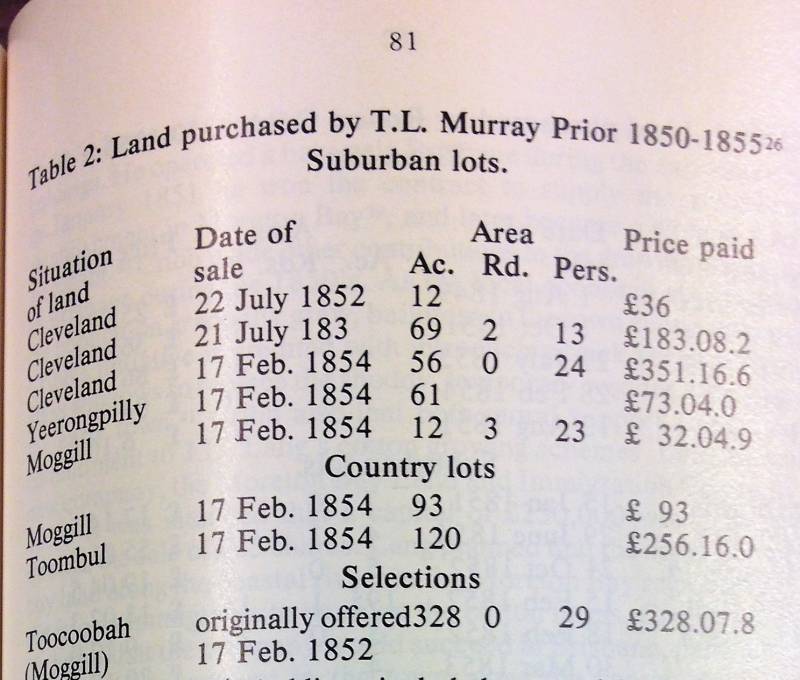 81
Table 2: Land purchased by T.L. Murray Prior 1850-1855 26
Suburban lots.
Situation of land Date of sale Area Ac. Rd. Pers. Price paid
Cleveland 22 July 1852 12 £36
Cleveland 21 July 183 69 2 13 £183.08.2
Cleveland 17 Feb. 1854 56 0 24 £351.16.6
Yeerongpilly 17 Feb. 1854 61 £73.04.0
Moggill 17 Feb. 1854 12 3 23 £ 32.04.9
Country lots
Moggill 17 Feb. 1854 93 £ 93
Toombul 17 Feb. 1854 120 £256.16.0
Selections
Toocoobah originally offered 328 0 29 £328.07.8
(Moggill) 17 Feb. 1852